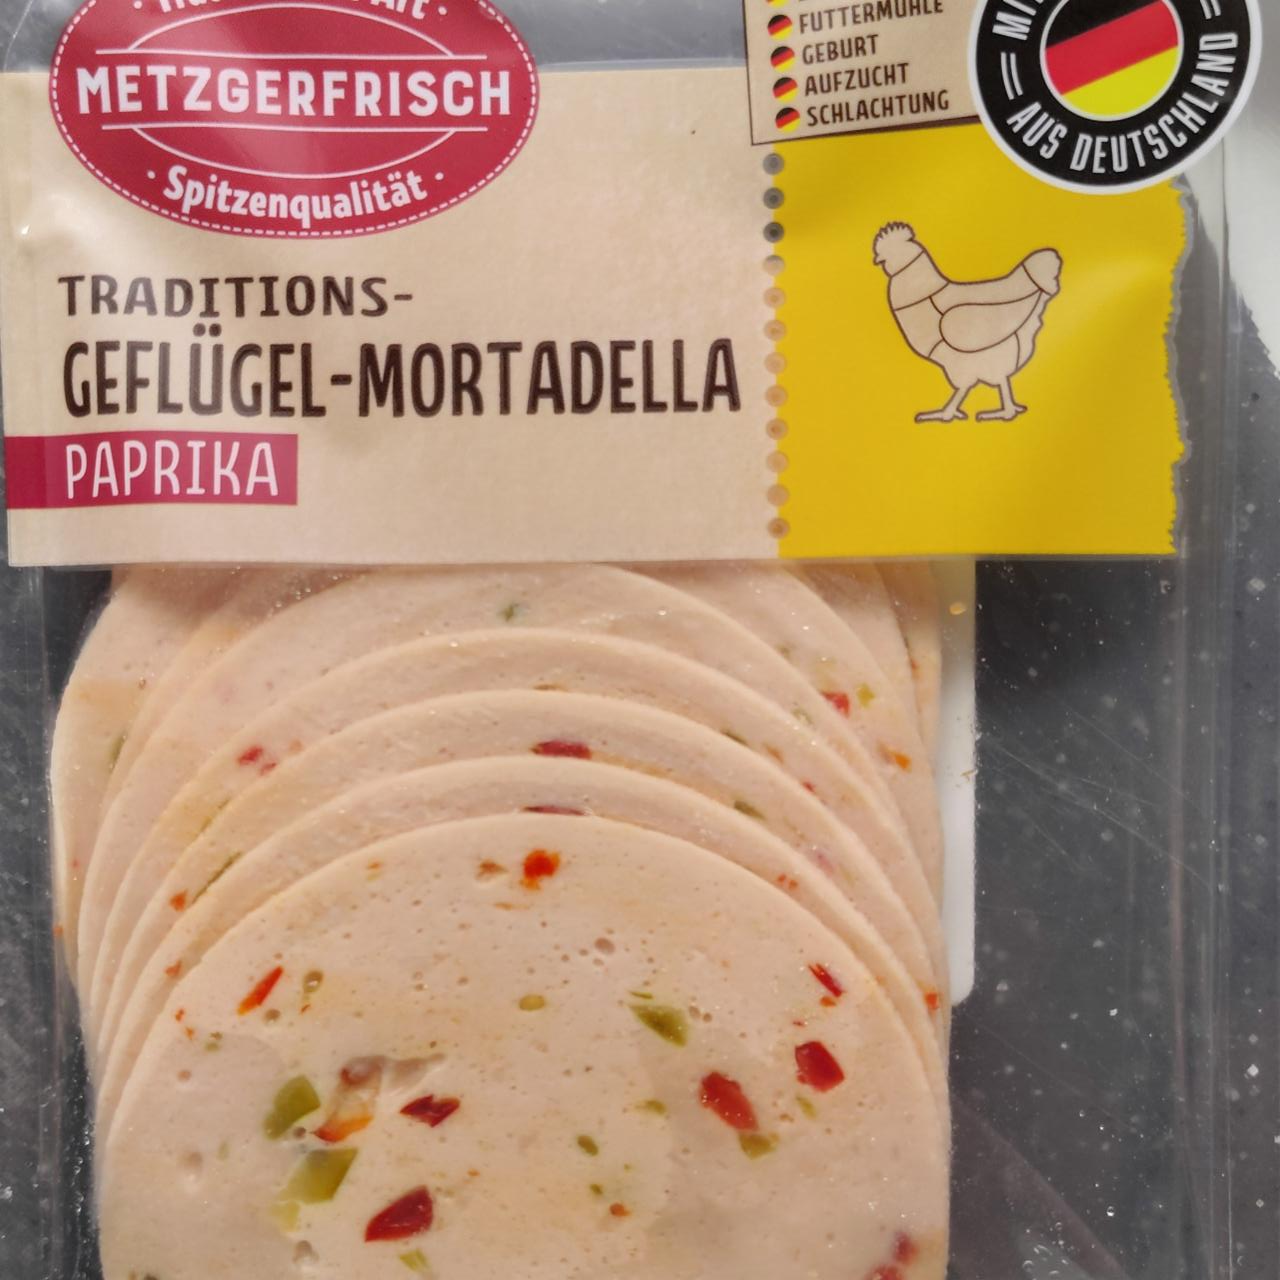 METZGERFRISCH
· Spitzenqualität ·
TRADITIONS-
GEFLÜGEL-MORTADELLA
PAPRIKA
FUTTERMÜHLE
GEBURT
AUFZUCHT
SCHLACHTUNG
AUS DEUTSCHLAND